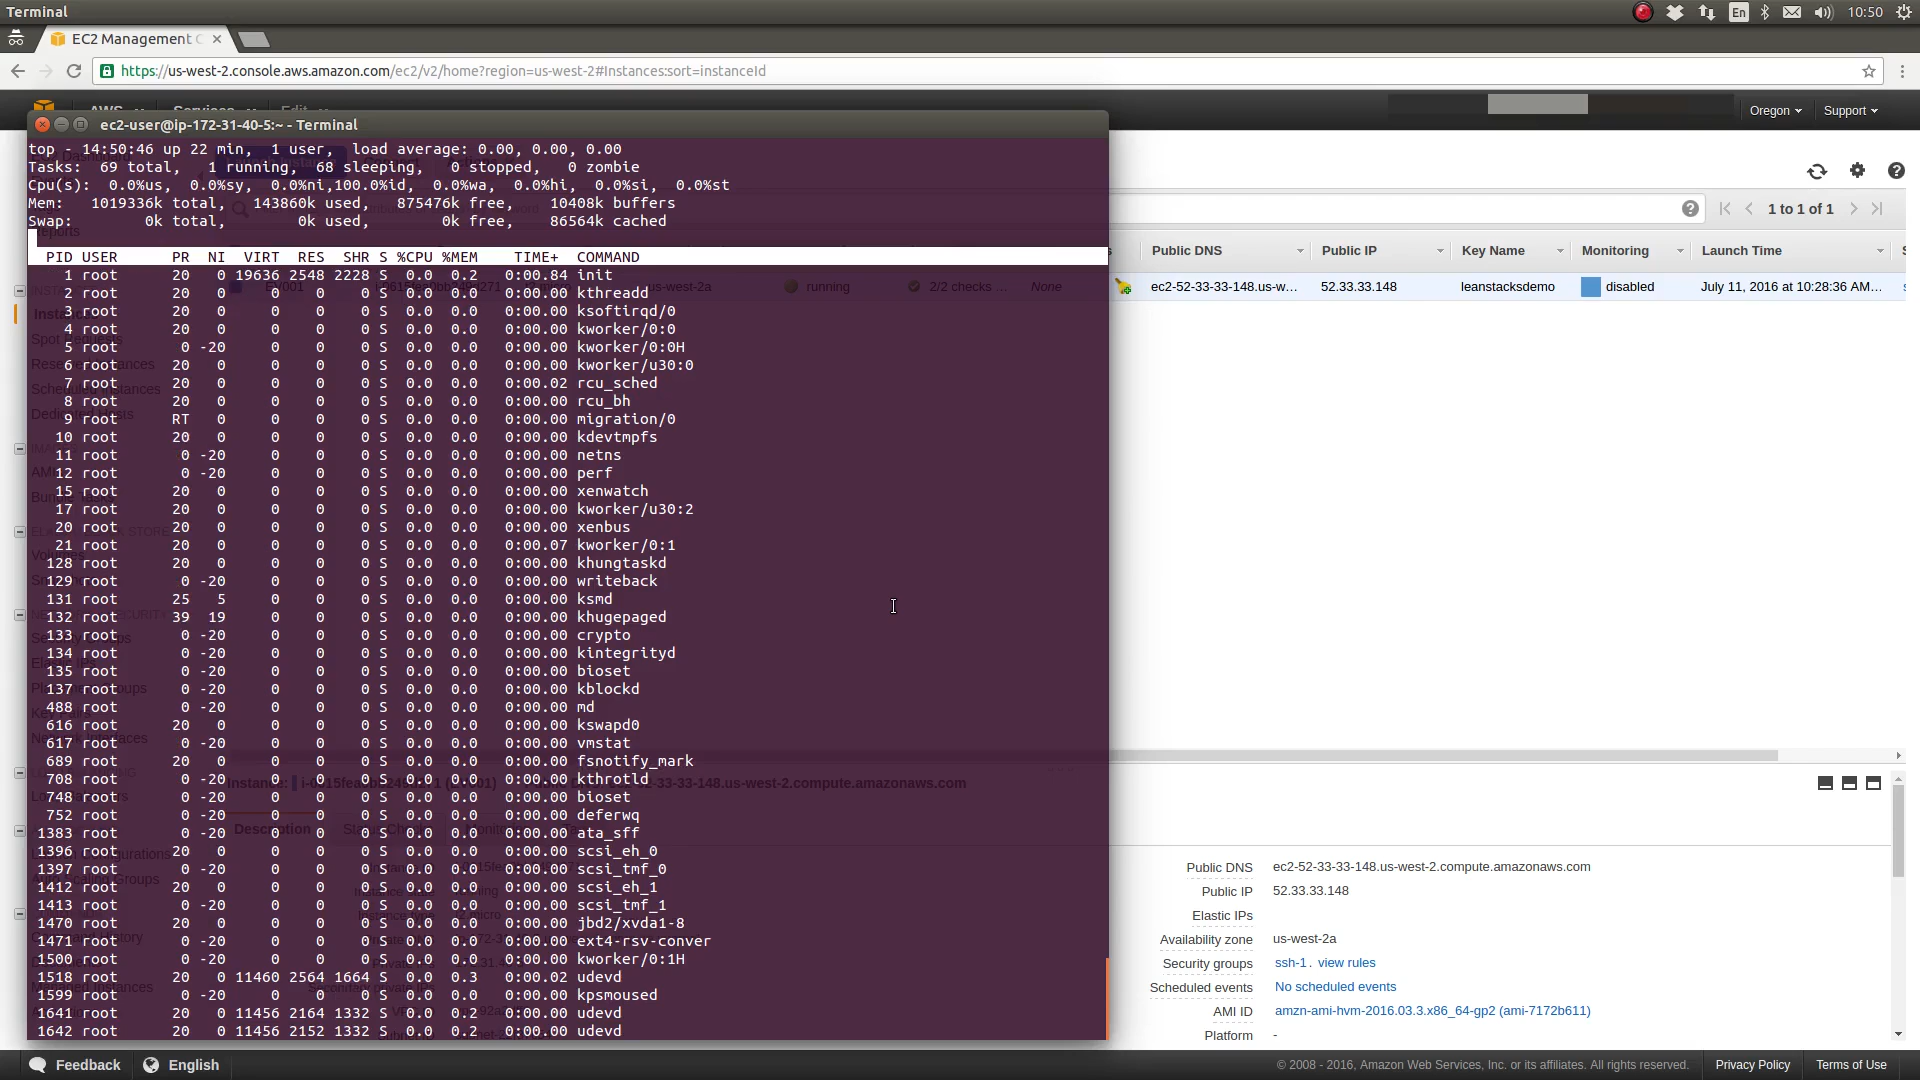 Terminal
En
10:50
EC2 Management C
https://us-west-2.console.aws.amazon.com/ec2/v2/home?region=us-west-2#Instances:sort=instanceId
AWS Services Edit
Oregon
Support
ec2-user@ip-172-31-40-5:~ - Terminal
top - 14:50:46 up 22 min,  1 user,  load average: 0.00, 0.00, 0.00
Tasks:  69 total,   1 running,  68 sleeping,   0 stopped,   0 zombie
Cpu(s):  0.0%us,  0.0%sy,  0.0%ni,100.0%id,  0.0%wa,  0.0%hi,  0.0%si,  0.0%st
Mem:   1019336k total,   143860k used,   875476k free,    10408k buffers
Swap:        0k total,        0k used,        0k free,    86564k cached
PID USER PR NI VIRT RES SHR S %CPU %MEM TIME+ COMMAND
1 root 20 0 19636 2548 2228 S 0.0 0.2 0:00.84 init
2 root 20 0 0 0 0 S 0.0 0.0 0:00.00 kthreadd
3 root 20 0 0 0 0 S 0.0 0.0 0:00.00 ksoftirqd/0
4 root 20 0 0 0 0 S 0.0 0.0 0:00.00 kworker/0:0
5 root 0 -20 0 0 0 S 0.0 0.0 0:00.00 kworker/0:0H
6 root 20 0 0 0 0 S 0.0 0.0 0:00.00 kworker/u30:0
7 root 20 0 0 0 0 S 0.0 0.0 0:00.02 rcu_sched
8 root 20 0 0 0 0 S 0.0 0.0 0:00.00 rcu_bh
9 root RT 0 0 0 0 S 0.0 0.0 0:00.00 migration/0
10 root 20 0 0 0 0 S 0.0 0.0 0:00.00 kdevtmpfs
11 root 0 -20 0 0 0 S 0.0 0.0 0:00.00 netns
12 root 0 -20 0 0 0 S 0.0 0.0 0:00.00 perf
15 root 20 0 0 0 0 S 0.0 0.0 0:00.00 xenwatch
17 root 20 0 0 0 0 S 0.0 0.0 0:00.00 kworker/u30:2
20 root 20 0 0 0 0 S 0.0 0.0 0:00.00 xenbus
21 root 20 0 0 0 0 S 0.0 0.0 0:00.07 kworker/0:1
128 root 20 0 0 0 0 S 0.0 0.0 0:00.00 khungtaskd
129 root 0 -20 0 0 0 S 0.0 0.0 0:00.00 writeback
131 root 25 5 0 0 0 S 0.0 0.0 0:00.00 ksmd
132 root 39 19 0 0 0 S 0.0 0.0 0:00.00 khugepaged
133 root 0 -20 0 0 0 S 0.0 0.0 0:00.00 crypto
134 root 0 -20 0 0 0 S 0.0 0.0 0:00.00 kintegrityd
135 root 0 -20 0 0 0 S 0.0 0.0 0:00.00 bioset
137 root 0 -20 0 0 0 S 0.0 0.0 0:00.00 kblockd
488 root 0 -20 0 0 0 S 0.0 0.0 0:00.00 md
616 root 20 0 0 0 0 S 0.0 0.0 0:00.00 kswapd0
617 root 0 -20 0 0 0 S 0.0 0.0 0:00.00 vmstat
689 root 20 0 0 0 0 S 0.0 0.0 0:00.00 fsnotify_mark
708 root 0 -20 0 0 0 S 0.0 0.0 0:00.00 kthrotld
748 root 0 -20 0 0 0 S 0.0 0.0 0:00.00 bioset
752 root 0 -20 0 0 0 S 0.0 0.0 0:00.00 deferwq
1383 root 0 -20 0 0 0 S 0.0 0.0 0:00.00 ata_sff
1396 root 20 0 0 0 0 S 0.0 0.0 0:00.00 scsi_eh_0
1397 root 0 -20 0 0 0 S 0.0 0.0 0:00.00 scsi_tmf_0
1412 root 20 0 0 0 0 S 0.0 0.0 0:00.00 scsi_eh_1
1413 root 0 -20 0 0 0 S 0.0 0.0 0:00.00 scsi_tmf_1
1470 root 20 0 0 0 0 S 0.0 0.0 0:00.00 jbd2/xvda1-8
1471 root 0 -20 0 0 0 S 0.0 0.0 0:00.00 ext4-rsv-conver
1500 root 0 -20 0 0 0 S 0.0 0.0 0:00.00 kworker/0:1H
1518 root 20 0 11460 2564 1664 S 0.0 0.3 0:00.02 udevd
1599 root 0 -20 0 0 0 S 0.0 0.0 0:00.00 kpsmoused
1641 root 20 0 11456 2164 1332 S 0.0 0.2 0:00.00 udevd
1642 root 20 0 11456 2152 1332 S 0.0 0.2 0:00.00 udevd
1 to 1 of 1
Public DNS Public IP Key Name Monitoring Launch Time
us-west-2a running 2/2 checks ... None ec2-52-33-33-148.us-w... 52.33.33.148 leanstacksdemo disabled July 11, 2016 at 10:28:36 AM...
ec2-52-33-33-148.us-west-2.compute.amazonaws.com
Public DNS ec2-52-33-33-148.us-west-2.compute.amazonaws.com
Public IP 52.33.33.148
Elastic IPs
Availability zone us-west-2a
Security groups ssh-1. view rules
Scheduled events No scheduled events
AMI ID amzn-ami-hvm-2016.03.3.x86_64-gp2 (ami-7172b611)
Platform -
Feedback
English
© 2008 - 2016, Amazon Web Services, Inc. or its affiliates. All rights reserved.
Privacy Policy
Terms of Use